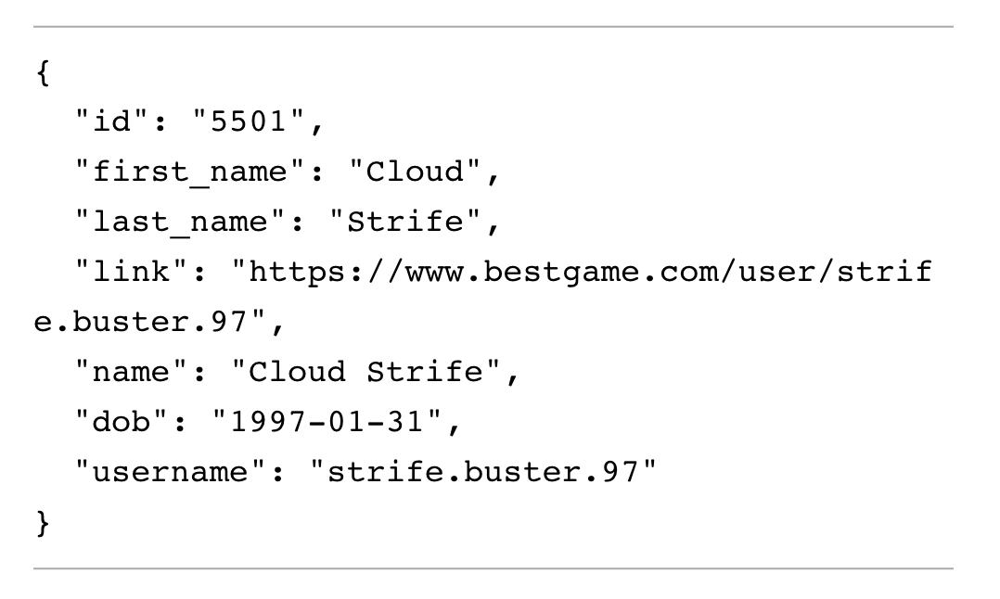 {
  "id": "5501",
  "first_name": "Cloud",
  "last_name": "Strife",
  "link": "https://www.bestgame.com/user/strif
e.buster.97",
  "name": "Cloud Strife",
  "dob": "1997-01-31",
  "username": "strife.buster.97"
}